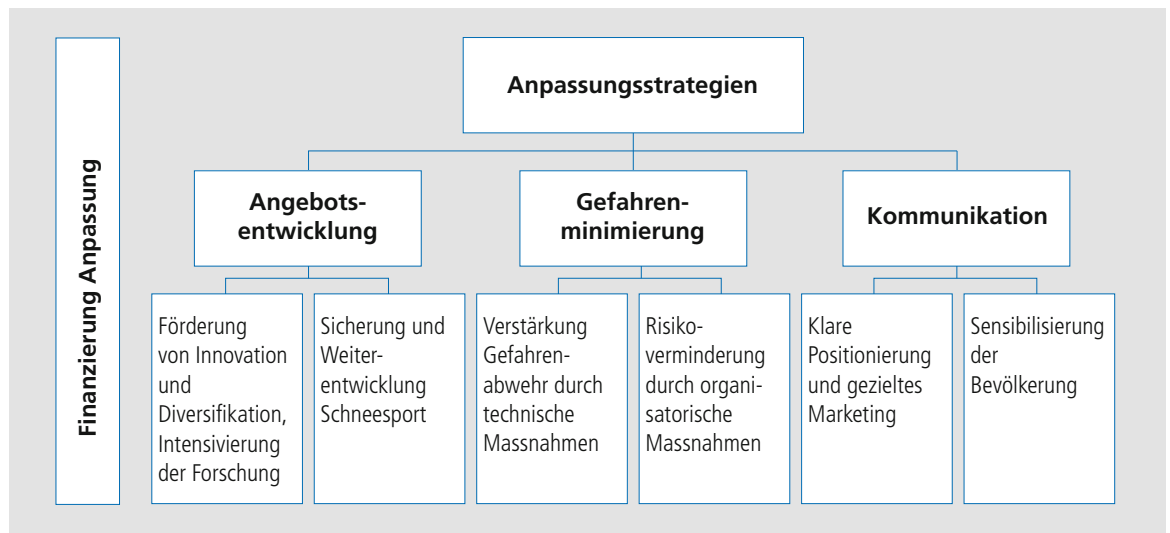 Finanzierung Anpassung
Anpassungsstrategien
Angebots-
entwicklung
Gefahren-
minimierung
Kommunikation
Förderung
von Innovation
und
Diversifikation,
Intensivierung
der Forschung
Sicherung und
Weiter-
entwicklung
Schneesport
Verstärkung
Gefahren-
abwehr durch
technische
Massnahmen
Risiko-
verminderung
durch organi-
satorische
Massnahmen
Klare
Positionierung
und gezieltes
Marketing
Sensibilisierung
der
Bevölkerung